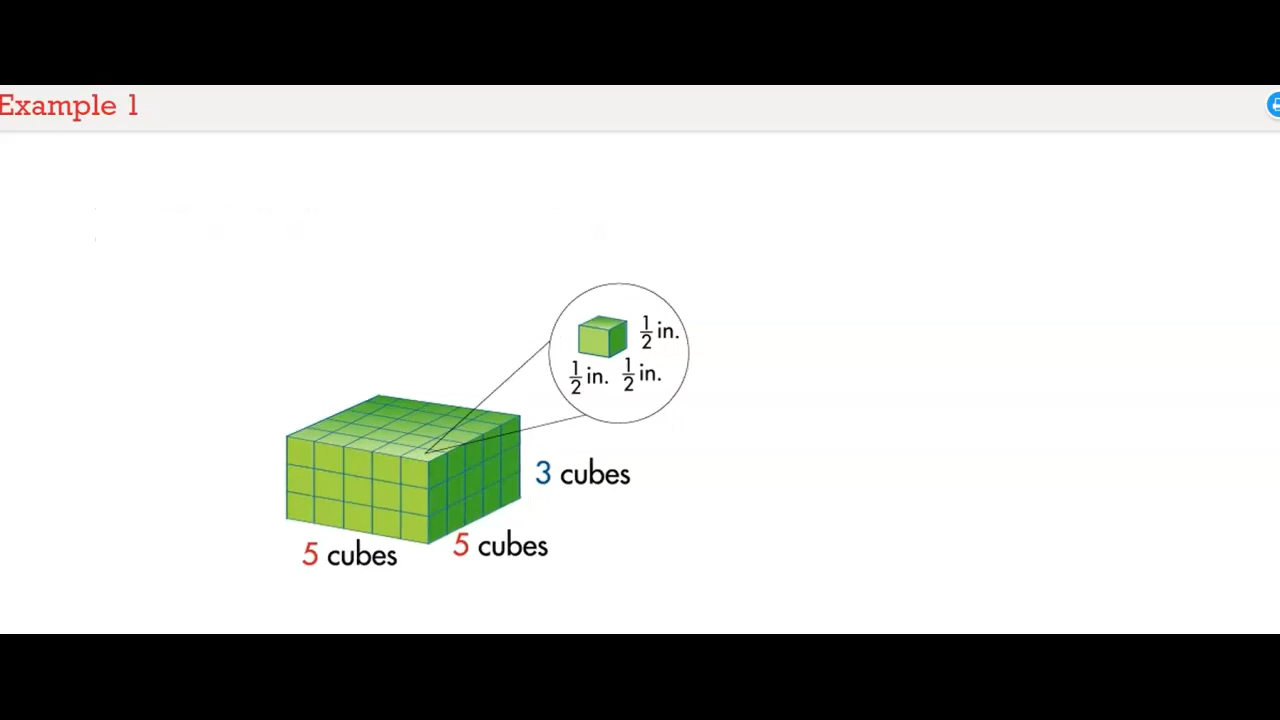 Example 1
1/2 in.
1/2 in. 1/2 in.
3 cubes
5 cubes 5 cubes